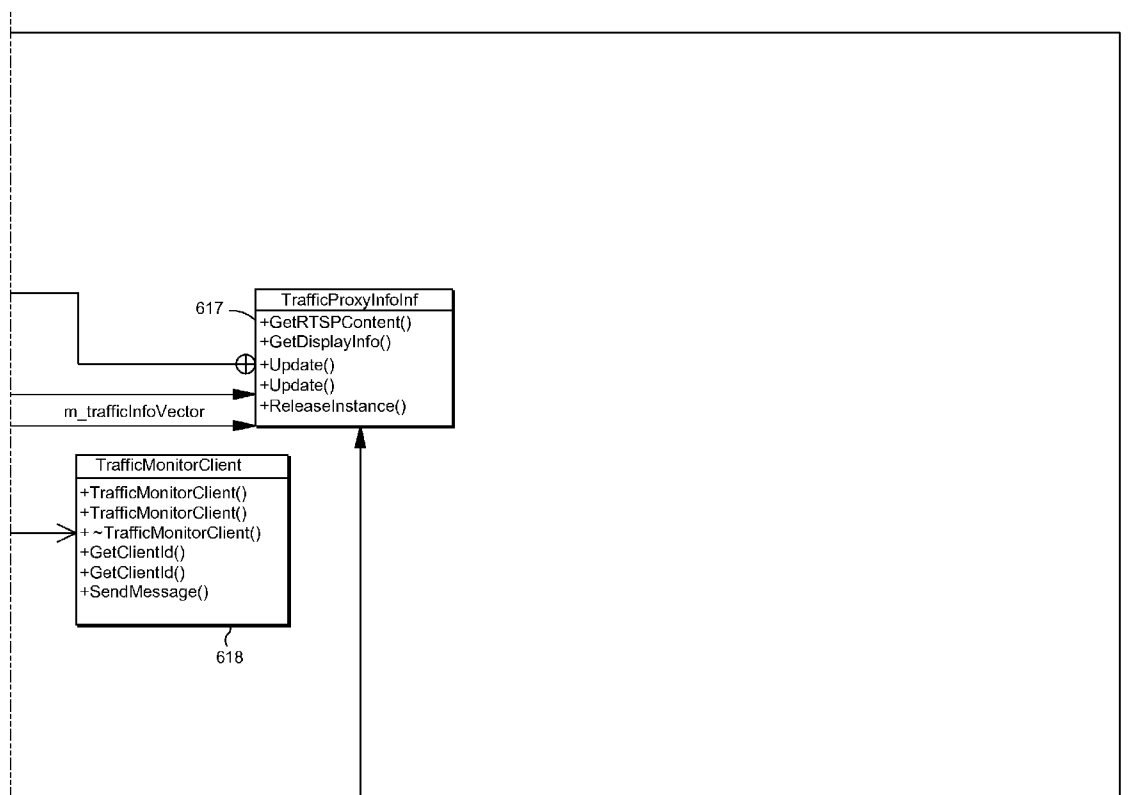 TrafficProxyInfoInf
617
+GetRTSPContent()
+GetDisplayInfo()
+Update()
+Update()
+ReleaseInstance()
m_trafficInfoVector
TrafficMonitorClient
+TrafficMonitorClient()
+TrafficMonitorClient()
+ ~TrafficMonitorClient()
+GetClientId()
+GetClientId()
+SendMessage()
618